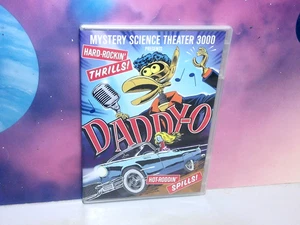 MYSTERY SCIENCE THEATER 3000
PRESENTS
HARD-ROCKIN'
THRILLS!
DADDY-O
HOT-RODDIN'
SPILLS!